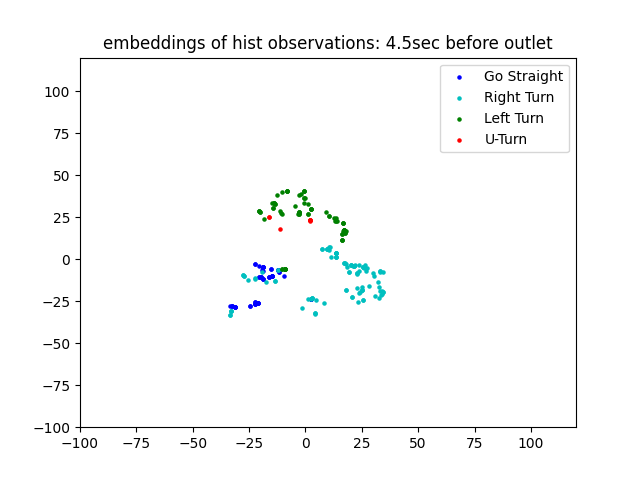 embeddings of hist observations: 4.5sec before outlet
Go Straight
Right Turn
Left Turn
U-Turn
100
75
50
25
0
−25
−50
−75
−100
−100 −75 −50 −25 0 25 50 75 100